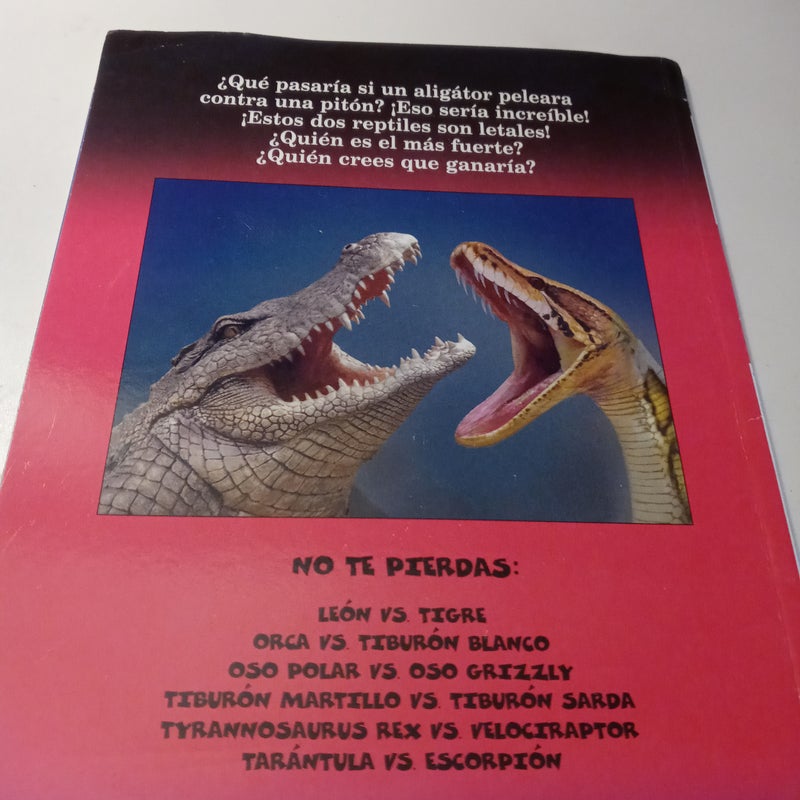 ¿Qué pasaría si un aligátor peleara
contra una pitón? ¡Eso sería increíble!
¡Estos dos reptiles son letales!
¿Quién es el más fuerte?
¿Quién crees que ganaría?
NO TE PIERDAS:
LEÓN VS. TIGRE
ORCA VS. TIBURÓN BLANCO
OSO POLAR VS. OSO GRIZZLY
TIBURÓN MARTILLO VS. TIBURÓN SARDA
TYRANNOSAURUS REX VS. VELOCIRAPTOR
TARÁNTULA VS. ESCORPIÓN